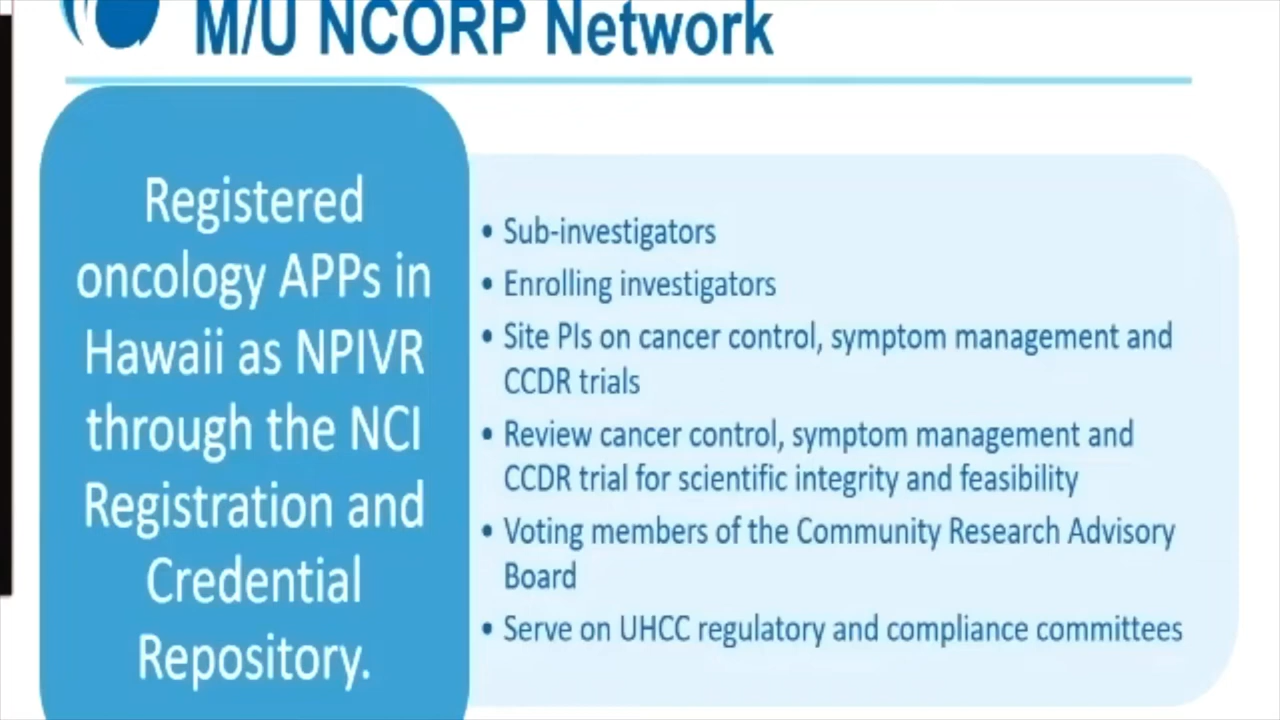 M/U NCORP Network
Registered
oncology APPs in
Hawaii as NPIVR
through the NCI
Registration and
Credential
Repository.
• Sub-investigators
• Enrolling investigators
• Site PIs on cancer control, symptom management and
CCDR trials
• Review cancer control, symptom management and
CCDR trial for scientific integrity and feasibility
• Voting members of the Community Research Advisory
Board
• Serve on UHCC regulatory and compliance committees